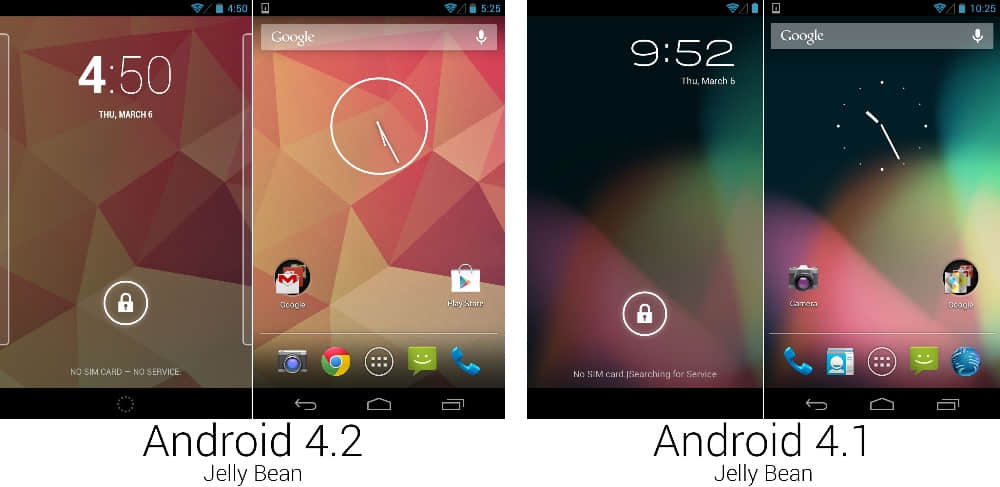 4:50
4:50
THU, MARCH 6
NO SIM CARD — NO SERVICE
5:25
Google
Google
Play Store
Android 4.2
Jelly Bean
9:52
Thu, March 6
No SIM card.|Searching for Service
10:25
Google
Camera
Google
Android 4.1
Jelly Bean